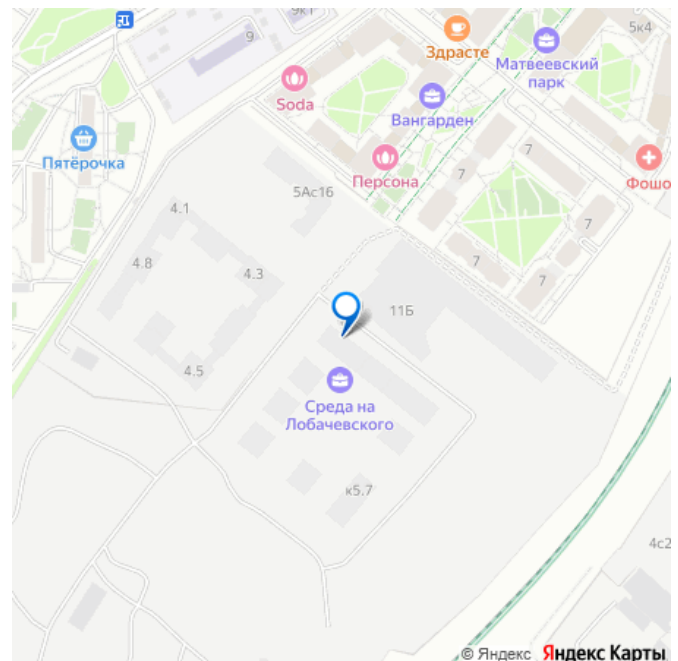 9к1
5к4
9
Здрасте
Матвеевский
парк
Soda
Вангарден
Пятёрочка
Персона
7
7
Фошо
5Ас16
4.1
7
4.8
4.3
7
7
11Б
4.5
Среда на
Лобачевского
к5.7
4с2
© Яндекс Яндекс Карты